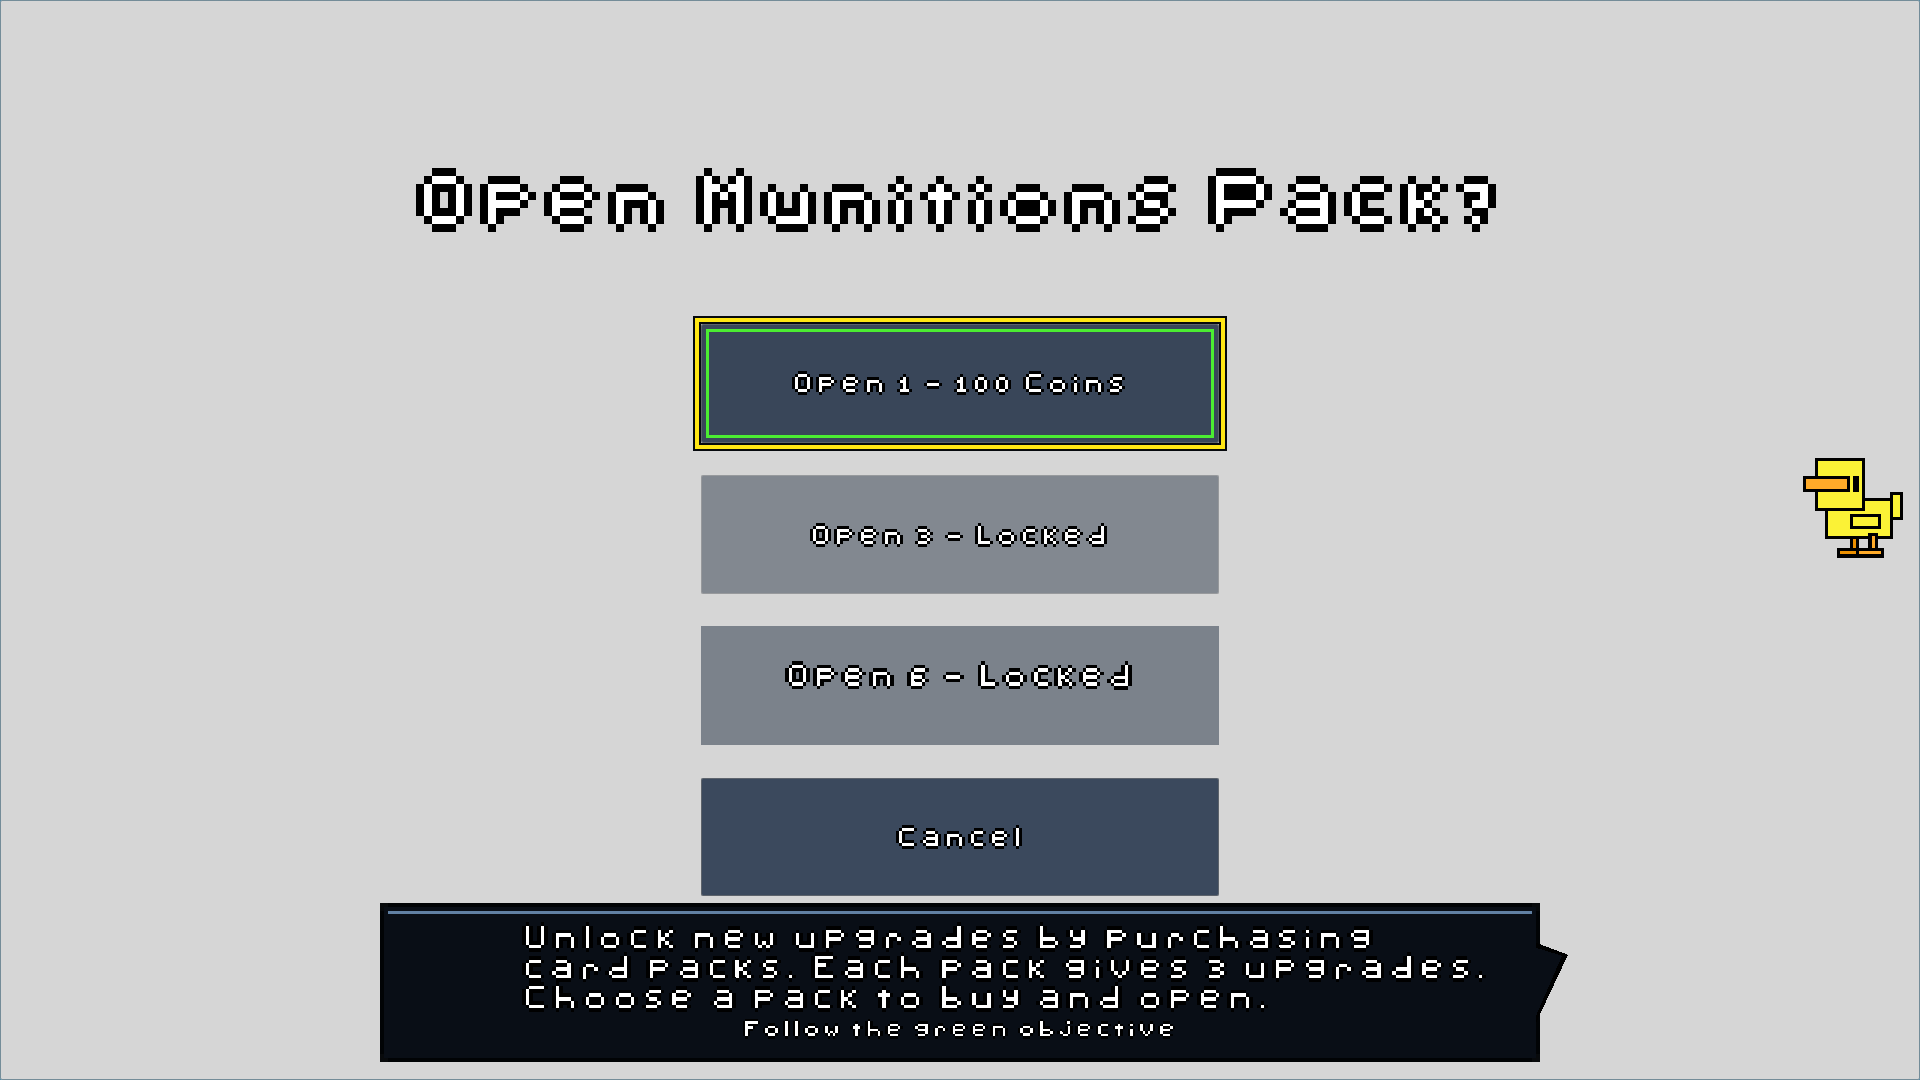 Open Munitions Pack?
Open 1 - 100 Coins
Open 3 - Locked
Open 6 - Locked
Cancel
Unlock new upgrades by purchasing
card packs. Each pack gives 3 upgrades.
Choose a pack to buy and open.
Follow the green objective